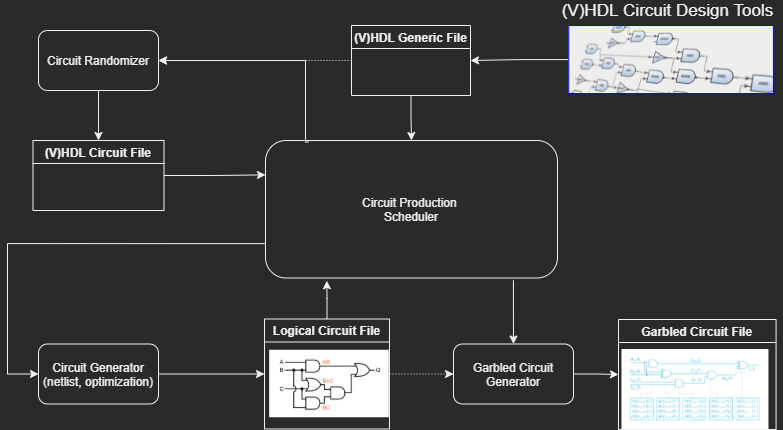 (V)HDL Circuit Design Tools
(V)HDL Generic File
Circuit Randomizer
(V)HDL Circuit File
Circuit Production
Scheduler
Logical Circuit File
Garbled Circuit File
Circuit Generator
(netlist, optimization)
A
B
C
AB
B+C
BC
Q
Garbled Circuit
Generator